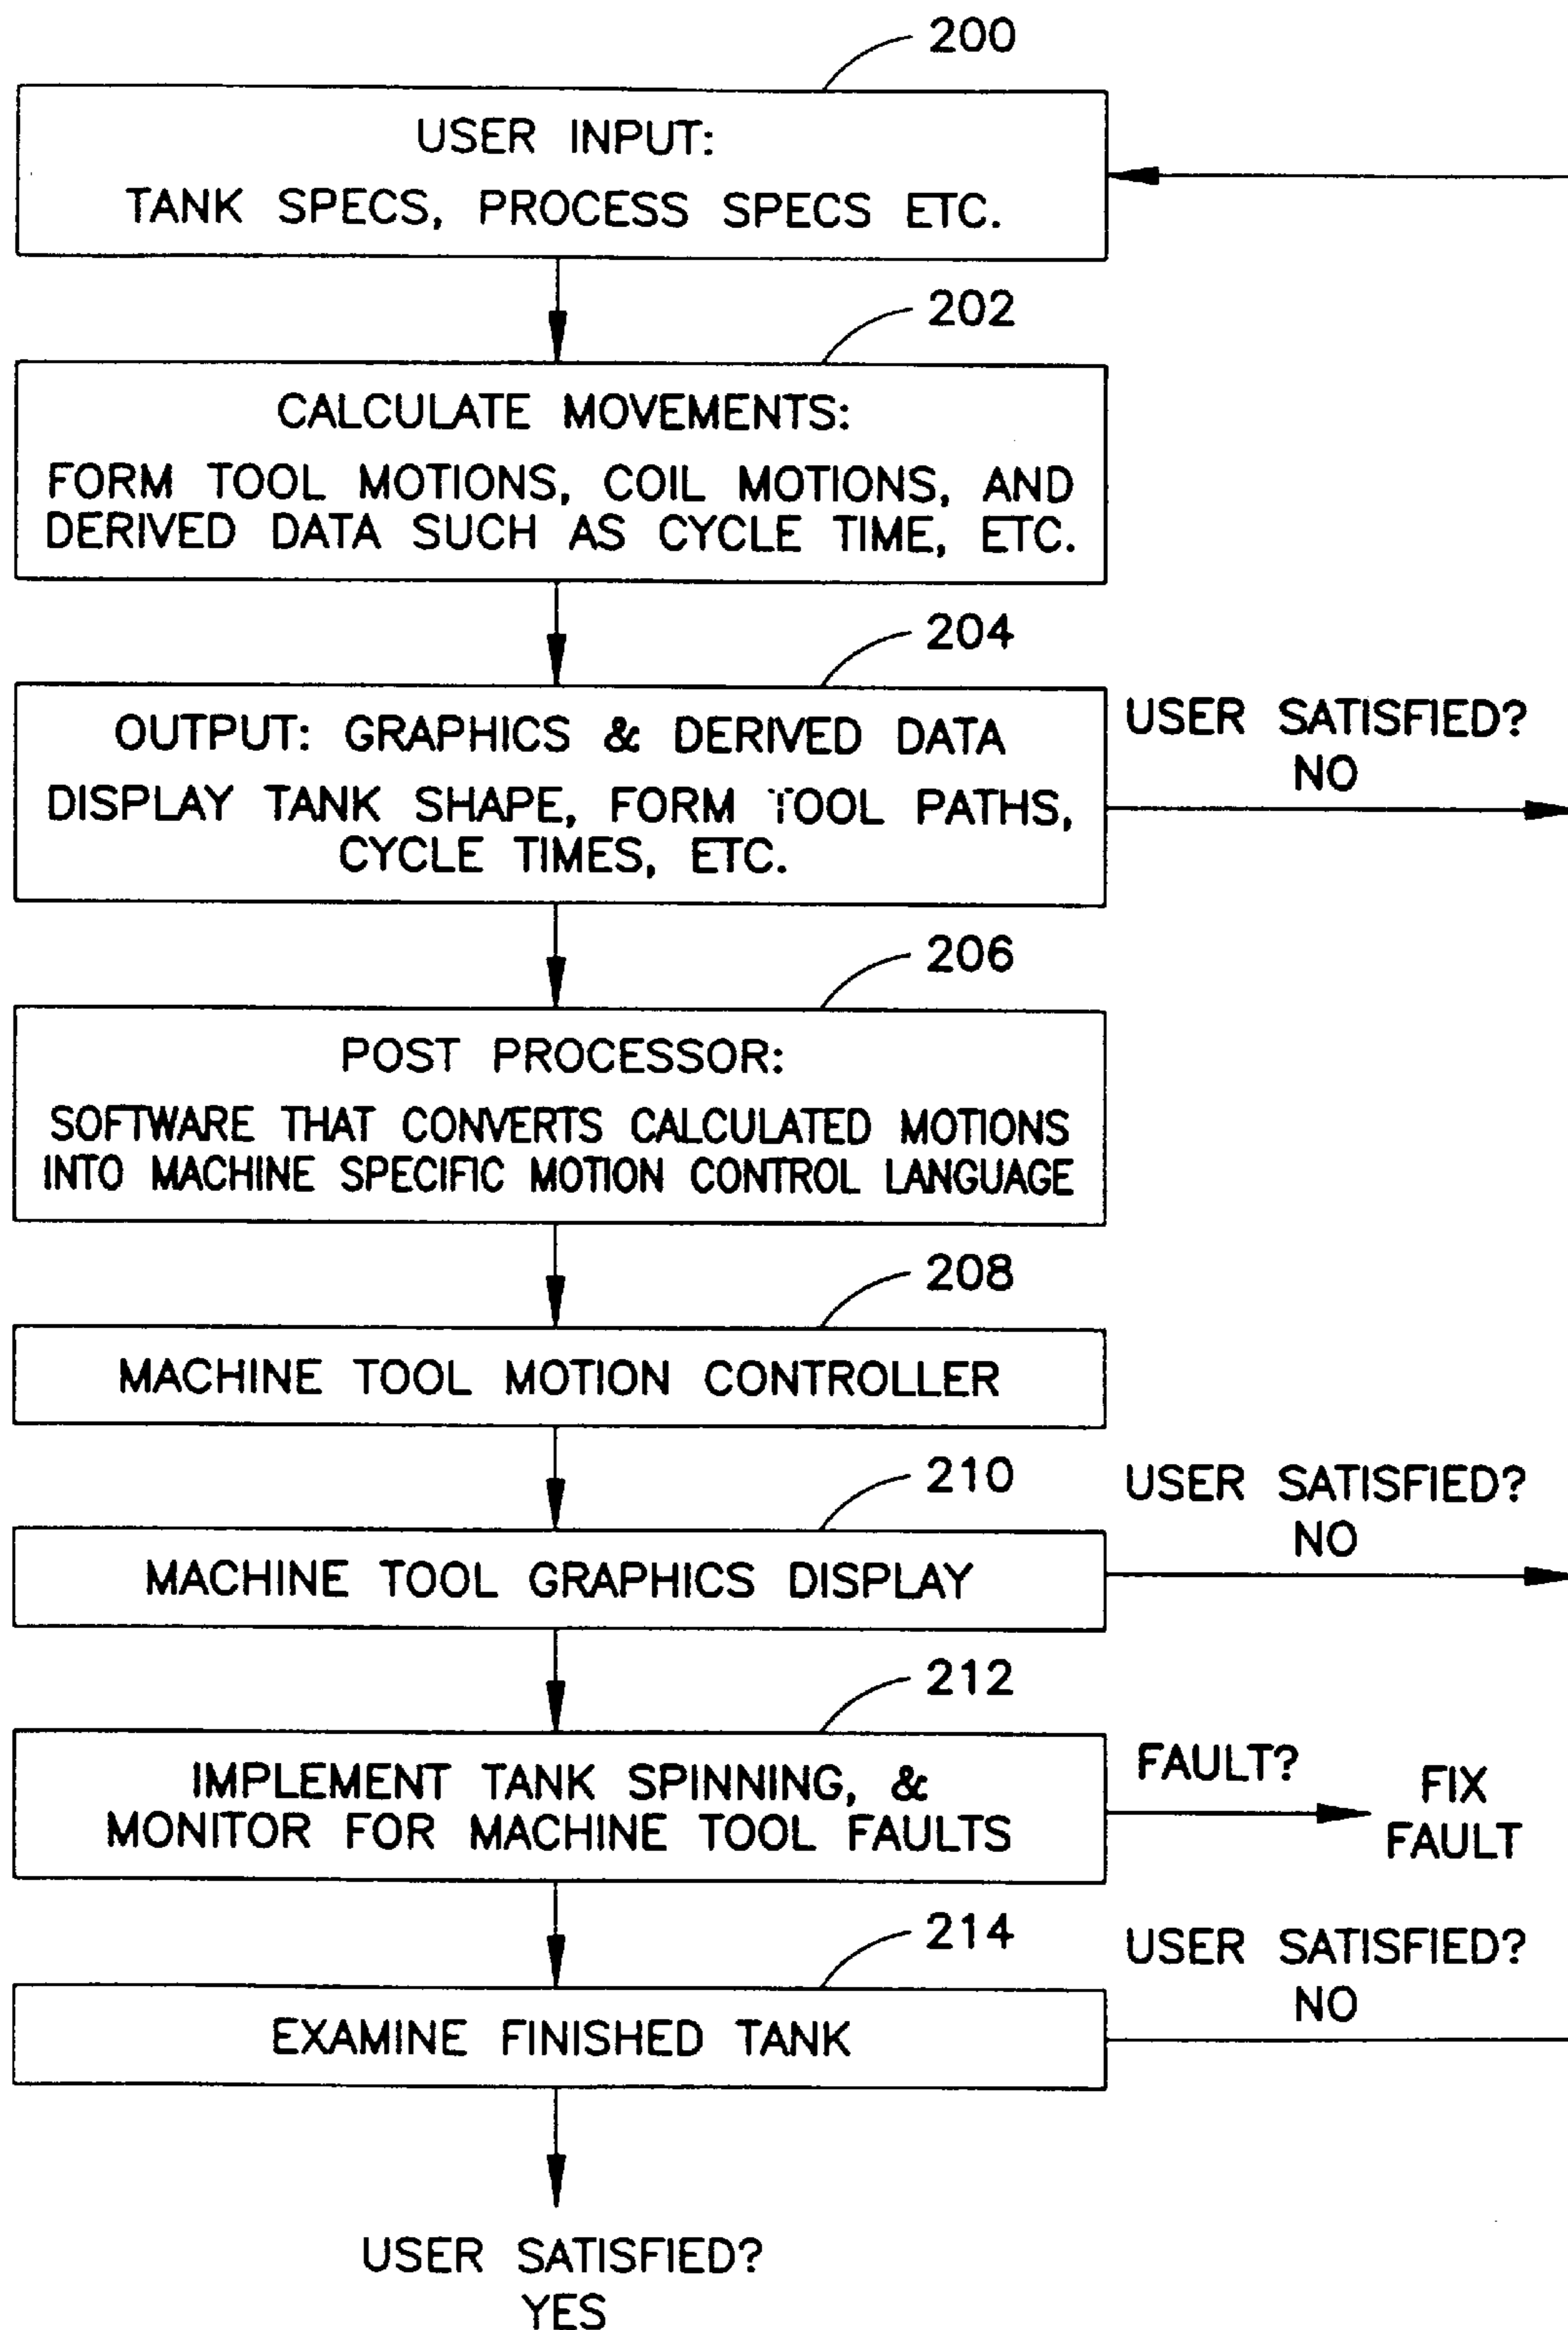 200
USER INPUT:
TANK SPECS, PROCESS SPECS ETC.
202
CALCULATE MOVEMENTS:
FORM TOOL MOTIONS, COIL MOTIONS, AND
DERIVED DATA SUCH AS CYCLE TIME, ETC.
204
OUTPUT: GRAPHICS & DERIVED DATA
DISPLAY TANK SHAPE, FORM TOOL PATHS,
CYCLE TIMES, ETC.
USER SATISFIED?
NO
206
POST PROCESSOR:
SOFTWARE THAT CONVERTS CALCULATED MOTIONS
INTO MACHINE SPECIFIC MOTION CONTROL LANGUAGE
208
MACHINE TOOL MOTION CONTROLLER
210
MACHINE TOOL GRAPHICS DISPLAY
USER SATISFIED?
NO
212
IMPLEMENT TANK SPINNING, &
MONITOR FOR MACHINE TOOL FAULTS
FAULT?
FIX
FAULT
214
EXAMINE FINISHED TANK
USER SATISFIED?
NO
USER SATISFIED?
YES